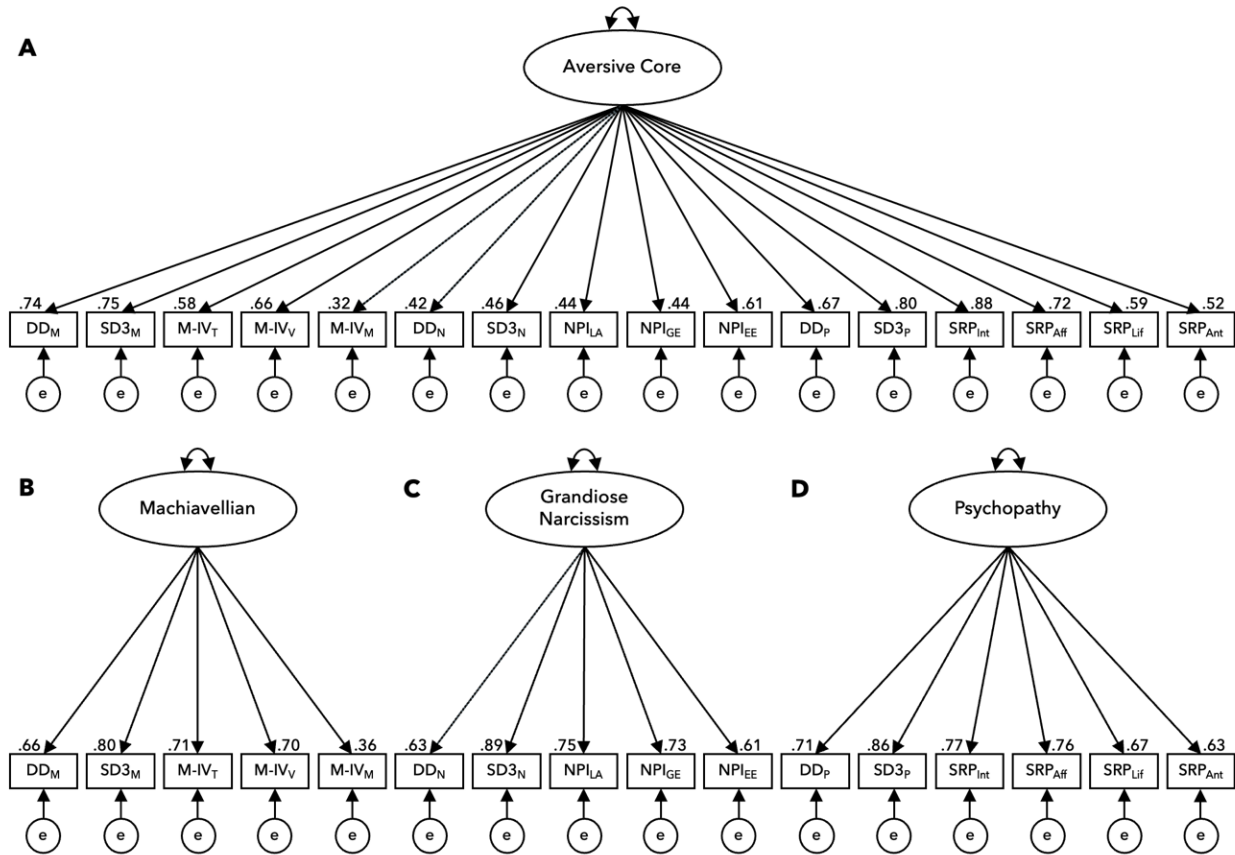 A
Aversive Core
.74 .75 .58 .66 .32 .42 .46 .44 .44 .61 .67 .80 .88 .72 .59 .52
DDM SD3M M-IVT M-IVV M-IVM DDN SD3N NPILA NPIGE NPIEE DDP SD3P SRPInt SRPAff SRPLif SRPAnt
e e e e e e e e e e e e e e e e
B
Machiavellian
C
Grandiose
Narcissism
D
Psychopathy
.66 .80 .71 .70 .36 .63 .89 .75 .73 .61 .71 .86 .77 .76 .67 .63
DDM SD3M M-IVT M-IVV M-IVM DDN SD3N NPILA NPIGE NPIEE DDP SD3P SRPInt SRPAff SRPLif SRPAnt
e e e e e e e e e e e e e e e e